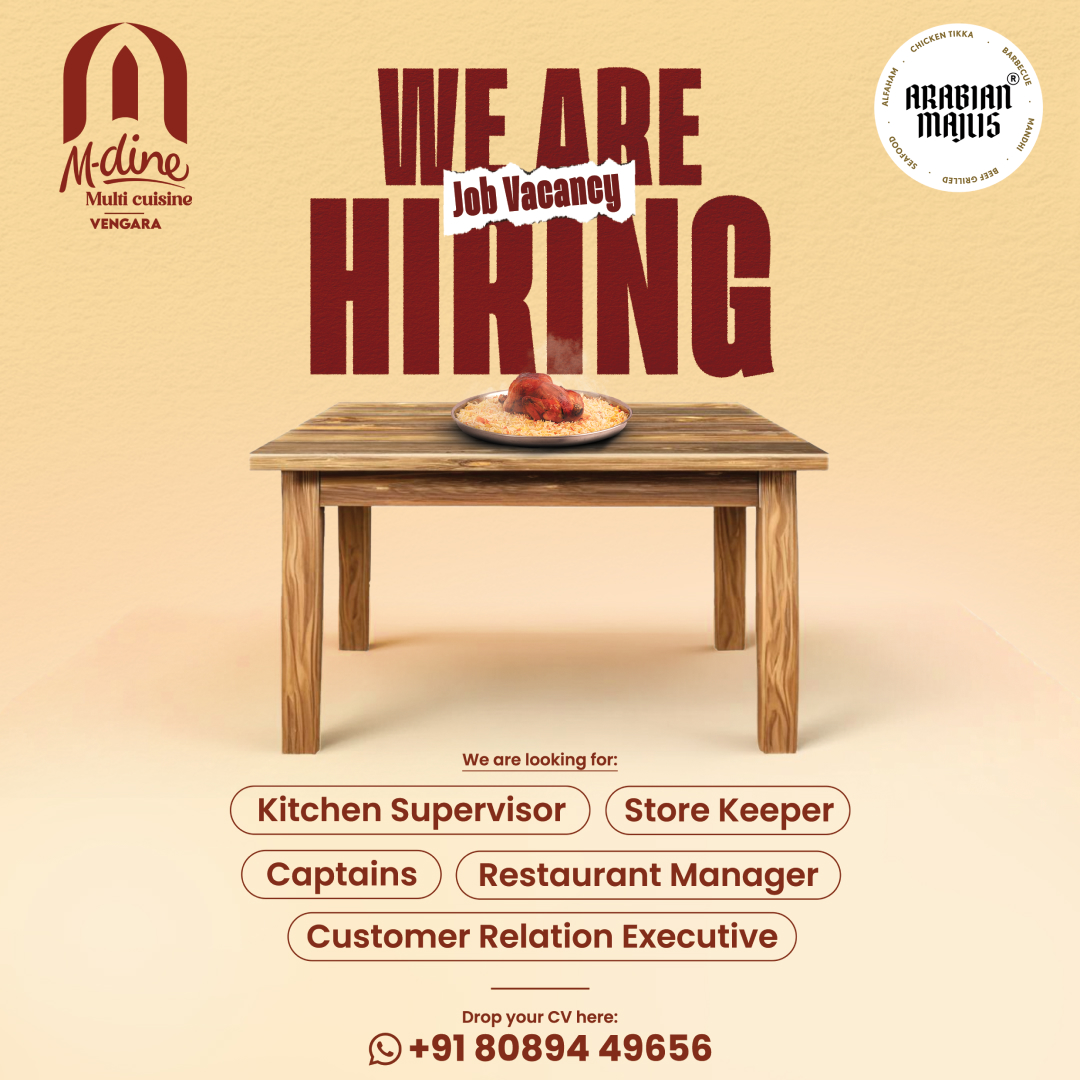 M-dine
Multi cuisine
VENGARA
WE ARE
Job Vacancy
HIRING
CHICKEN TIKKA · BARBECUE · MANDHI · BEEF GRILLED · SEAFOOD · ALFAHAM ·
ARABIAN ®
MAJLIS
We are looking for:
Kitchen Supervisor
Store Keeper
Captains
Restaurant Manager
Customer Relation Executive
Drop your CV here:
+91 80894 49656